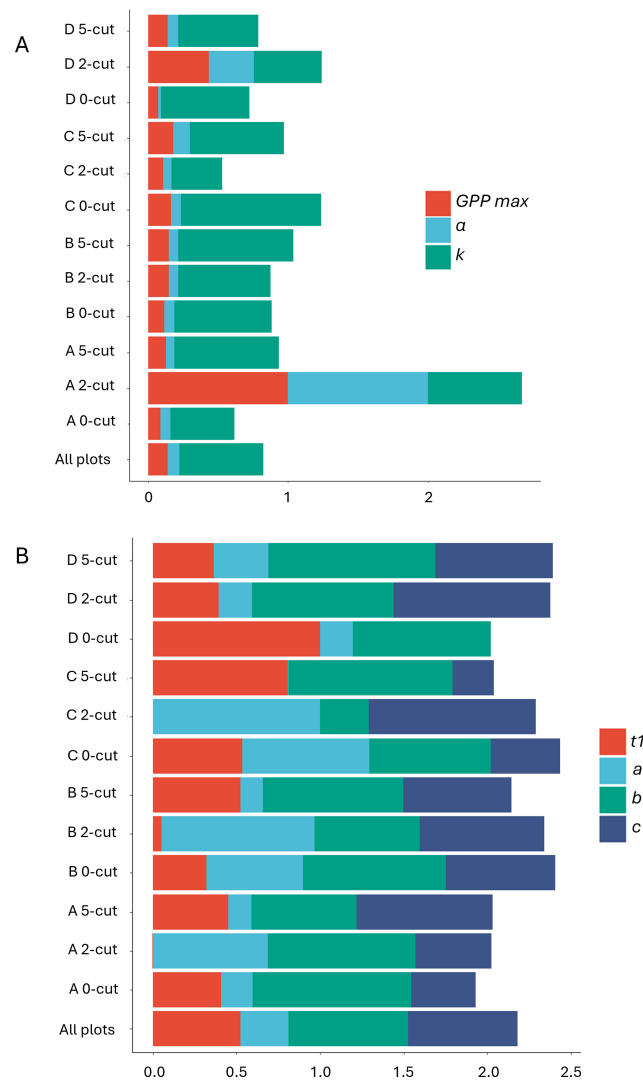 A
D 5-cut
D 2-cut
D 0-cut
C 5-cut
C 2-cut
C 0-cut
B 5-cut
B 2-cut
B 0-cut
A 5-cut
A 2-cut
A 0-cut
All plots
0 1 2
GPP max
α
k
B
D 5-cut
D 2-cut
D 0-cut
C 5-cut
C 2-cut
C 0-cut
B 5-cut
B 2-cut
B 0-cut
A 5-cut
A 2-cut
A 0-cut
All plots
0.0 0.5 1.0 1.5 2.0 2.5
t1
a
b
c